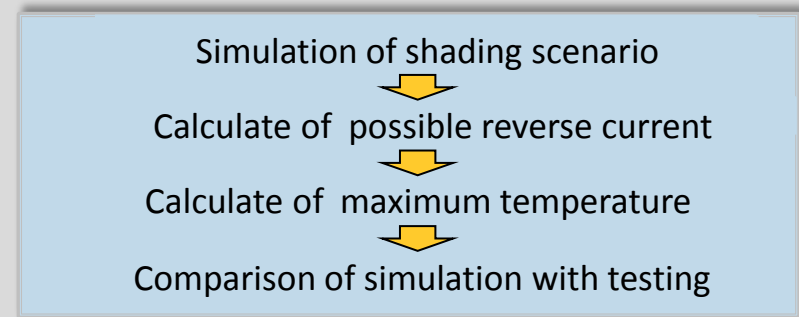 Simulation of shading scenario
Calculate of possible reverse current
Calculate of maximum temperature
Comparison of simulation with testing